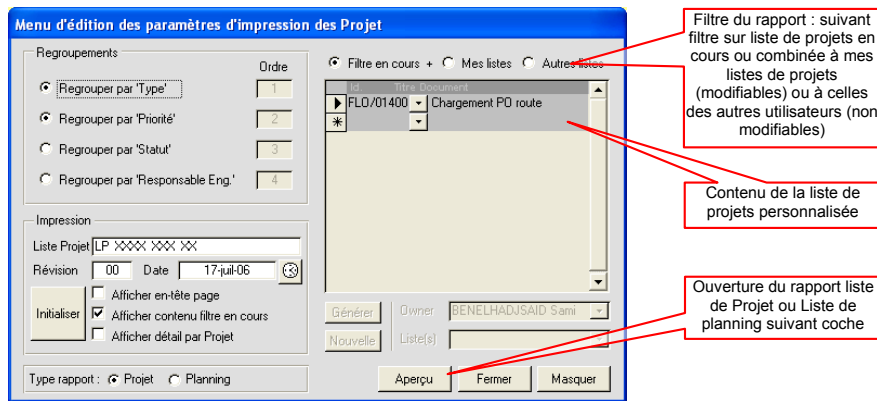 Menu d'édition des paramètres d'impression des Projet
Regroupements
Ordre
Regrouper par 'Type'
1
Regrouper par 'Priorité'
2
Regrouper par 'Statut'
3
Regrouper par 'Responsable Eng.'
4
Impression
Liste Projet LP XXXX XXX XX
Révision 00 Date 17-juil-06
Initialiser
Afficher en-tête page
Afficher contenu filtre en cours
Afficher détail par Projet
Type rapport : Projet Planning
Filtre en cours + Mes listes Autres listes
Id. Titre Document
FLO/01400 Chargement PO route
Générer Owner BENELHADJSAID Sami
Nouvelle Liste(s)
Aperçu Fermer Masquer
Filtre du rapport : suivant
filtre sur liste de projets en
cours ou combinée à mes
listes de projets
(modifiables) ou à celles
des autres utilisateurs (non
modifiables)
Contenu de la liste de
projets personnalisée
Ouverture du rapport liste
de Projet ou Liste de
planning suivant coche